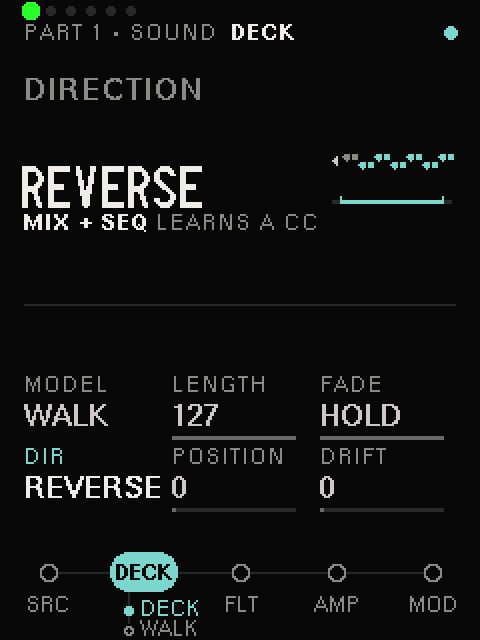 PART 1 · SOUND DECK
DIRECTION
REVERSE
MIX + SEQ LEARNS A CC
MODEL LENGTH FADE
WALK 127 HOLD
DIR POSITION DRIFT
REVERSE 0 0
DECK
SRC FLT AMP MOD
DECK
WALK